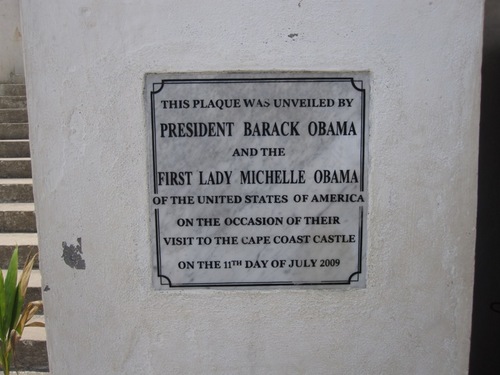 THIS PLAQUE WAS UNVEILED BY
PRESIDENT BARACK OBAMA
AND THE
FIRST LADY MICHELLE OBAMA
OF THE UNITED STATES OF AMERICA
ON THE OCCASION OF THEIR
VISIT TO THE CAPE COAST CASTLE
ON THE 11TH DAY OF JULY 2009